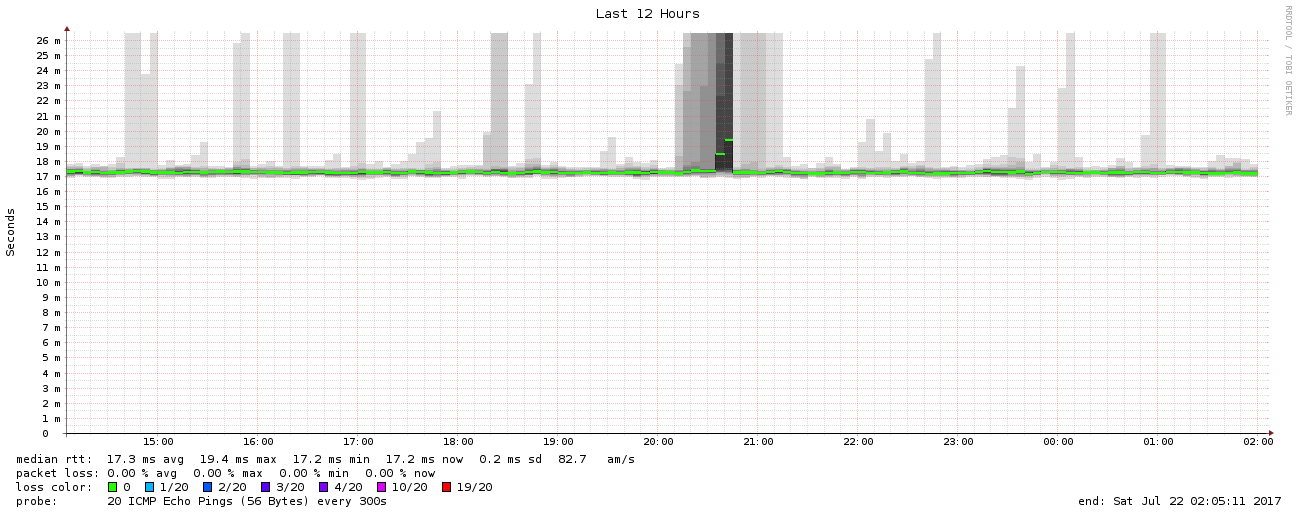 Last 12 Hours
RRDTOOL / TOBI OETIKER
Seconds
26 m
25 m
24 m
23 m
22 m
21 m
20 m
19 m
18 m
17 m
16 m
15 m
14 m
13 m
12 m
11 m
10 m
9 m
8 m
7 m
6 m
5 m
4 m
3 m
2 m
1 m
0
15:00 16:00 17:00 18:00 19:00 20:00 21:00 22:00 23:00 00:00 01:00 02:00
median rtt: 17.3 ms avg 19.4 ms max 17.2 ms min 17.2 ms now 0.2 ms sd 82.7 am/s
packet loss: 0.00 % avg 0.00 % max 0.00 % min 0.00 % now
loss color: 0 1/20 2/20 3/20 4/20 10/20 19/20
probe: 20 ICMP Echo Pings (56 Bytes) every 300s end: Sat Jul 22 02:05:11 2017